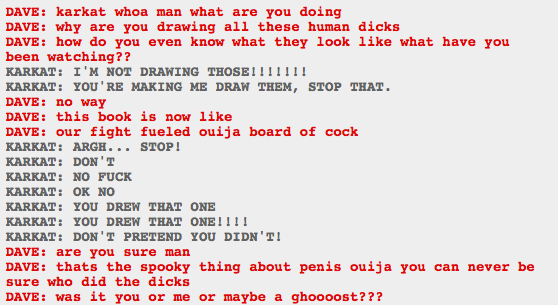 DAVE: karkat whoa man what are you doing
DAVE: why are you drawing all these human dicks
DAVE: how do you even know what they look like what have you
been watching??
KARKAT: I'M NOT DRAWING THOSE!!!!!!!
KARKAT: YOU'RE MAKING ME DRAW THEM, STOP THAT.
DAVE: no way
DAVE: this book is now like
DAVE: our fight fueled ouija board of cock
KARKAT: ARGH... STOP!
KARKAT: DON'T
KARKAT: NO FUCK
KARKAT: OK NO
KARKAT: YOU DREW THAT ONE
KARKAT: YOU DREW THAT ONE!!!!
KARKAT: DON'T PRETEND YOU DIDN'T!
DAVE: are you sure man
DAVE: thats the spooky thing about penis ouija you can never be
sure who did the dicks
DAVE: was it you or me or maybe a ghoooost???